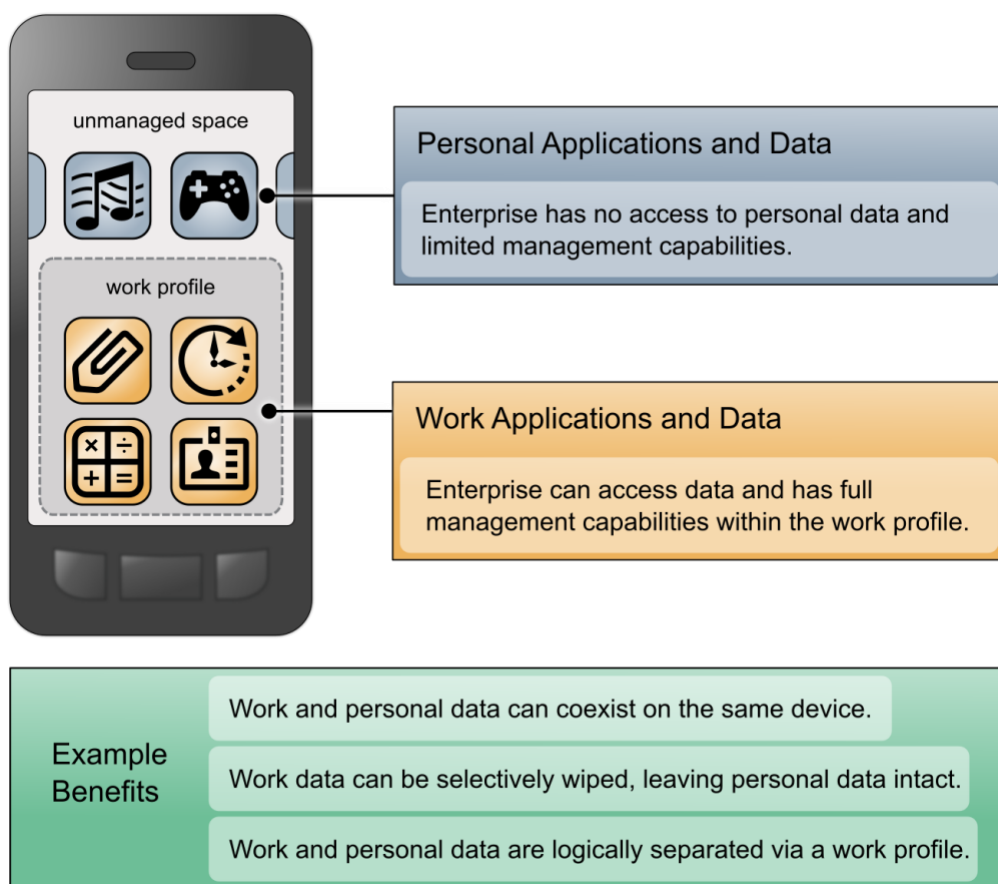 unmanaged space
work profile
Personal Applications and Data
Enterprise has no access to personal data and
limited management capabilities.
Work Applications and Data
Enterprise can access data and has full
management capabilities within the work profile.
Example
Benefits
Work and personal data can coexist on the same device.
Work data can be selectively wiped, leaving personal data intact.
Work and personal data are logically separated via a work profile.